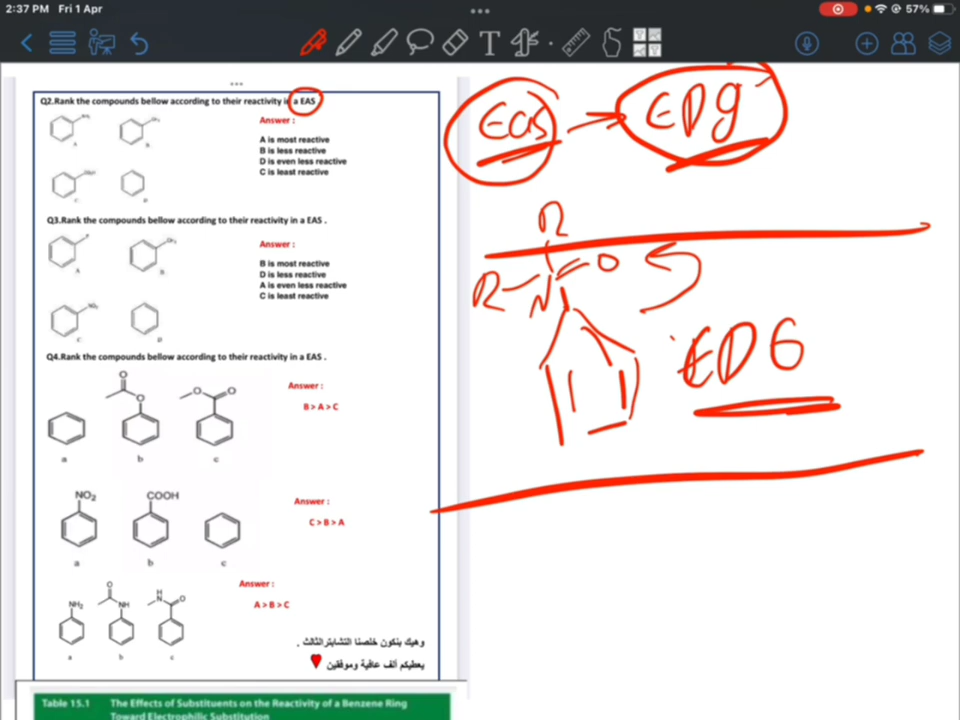 2:37 PM Fri 1 Apr
57%
Q2.Rank the compounds bellow according to their reactivity in a EAS .
Answer :
A is most reactive
B is less reactive
D is even less reactive
C is least reactive
A
B
C
D
Q3.Rank the compounds bellow according to their reactivity in a EAS .
Answer :
B is most reactive
D is less reactive
A is even less reactive
C is least reactive
A
B
NO₂
C
D
Q4.Rank the compounds bellow according to their reactivity in a EAS .
Answer :
B > A > C
O
O
O
O
a
b
c
NO₂
COOH
Answer :
C > B > A
a
b
c
Answer :
A > B > C
O
NH₂
NH
H
N
O
a
b
c
وهيك بنكون خلصنا التشابتر الثالث .
يعطيكم ألف عافية وموفقين
Table 15.1 The Effects of Substituents on the Reactivity of a Benzene Ring
Toward Electrophilic Substitution
Eas
EDg
R
R-N
O
EDG